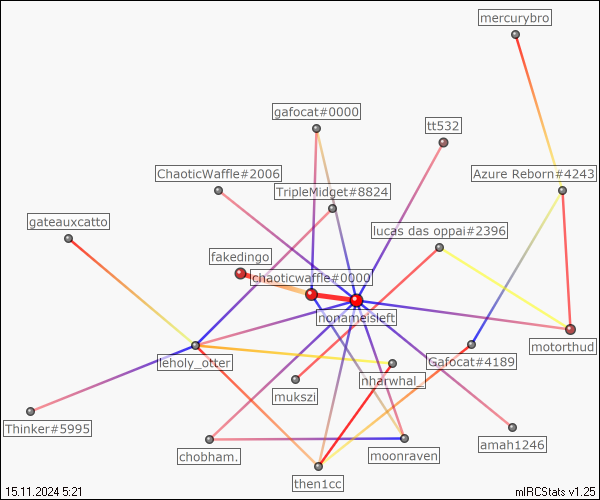 mercurybro
gafocat#0000
tt532
ChaoticWaffle#2006
Azure Reborn#4243
TripleMidget#8824
gateauxcatto
lucas das oppai#2396
fakedingo
chaoticwaffle#0000
nonameisleft
motorthud
leholy_otter
Gafocat#4189
nharwhal_
mukszi
Thinker#5995
chobham.
moonraven
amah1246
then1cc
15.11.2024 5:21
mIRCStats v1.25